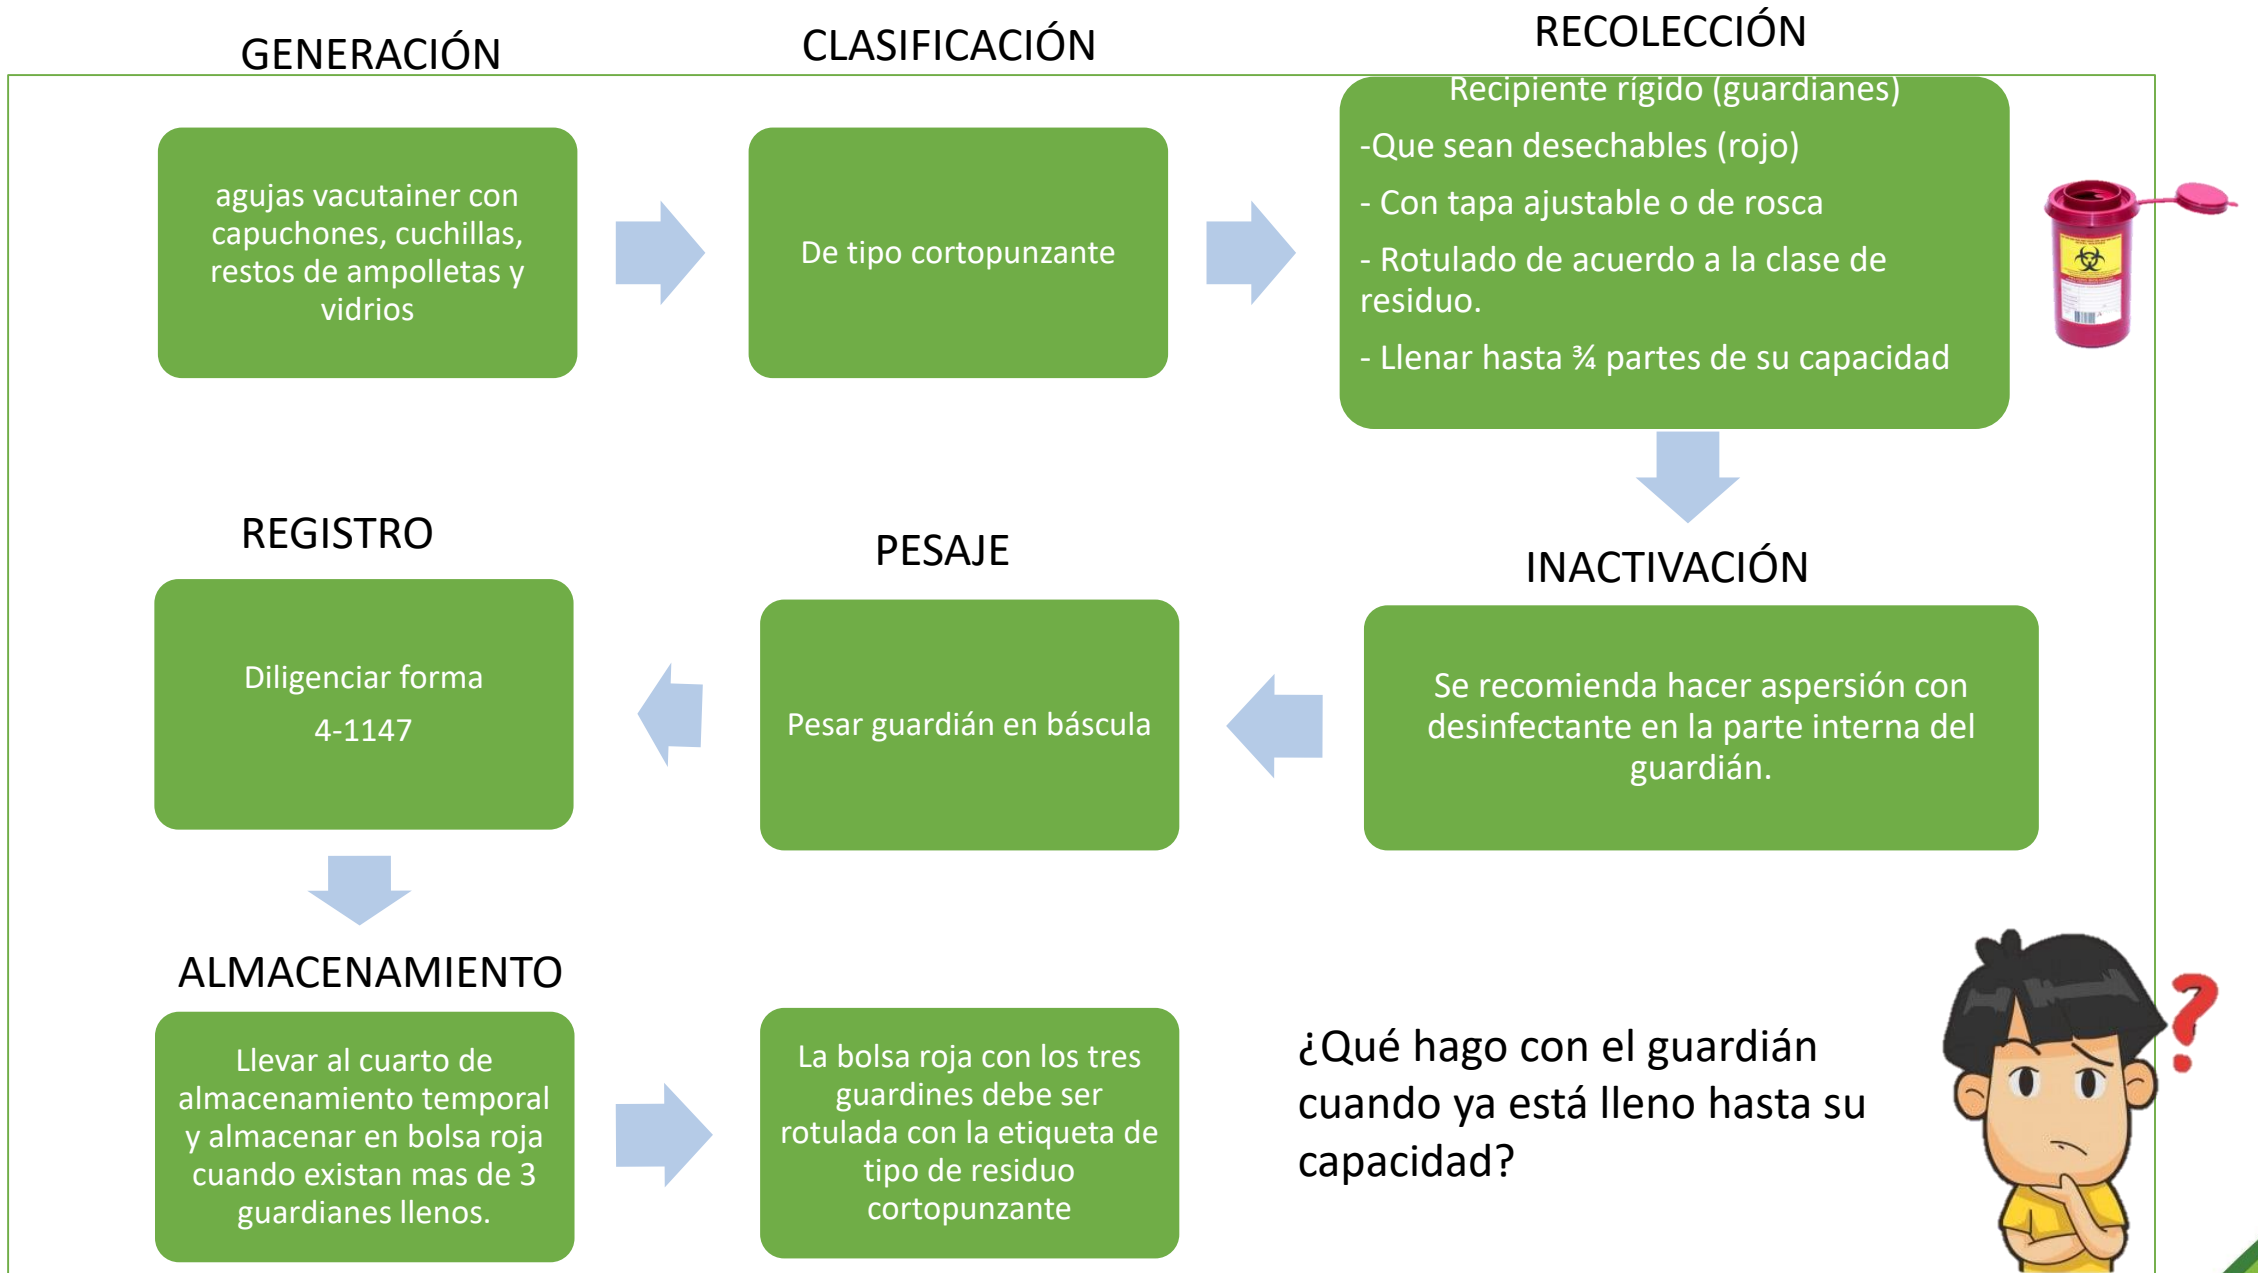 GENERACIÓN
agujas vacutainer con
capuchones, cuchillas,
restos de ampolletas y
vidrios
CLASIFICACIÓN
De tipo cortopunzante
RECOLECCIÓN
Recipiente rígido (guardianes)
-Que sean desechables (rojo)
- Con tapa ajustable o de rosca
- Rotulado de acuerdo a la clase de
residuo.
- Llenar hasta ¾ partes de su capacidad
INACTIVACIÓN
Se recomienda hacer aspersión con
desinfectante en la parte interna del
guardián.
PESAJE
Pesar guardián en báscula
REGISTRO
Diligenciar forma
4-1147
ALMACENAMIENTO
Llevar al cuarto de
almacenamiento temporal
y almacenar en bolsa roja
cuando existan mas de 3
guardianes llenos.
La bolsa roja con los tres
guardines debe ser
rotulada con la etiqueta de
tipo de residuo
cortopunzante
¿Qué hago con el guardián
cuando ya está lleno hasta su
capacidad?
?